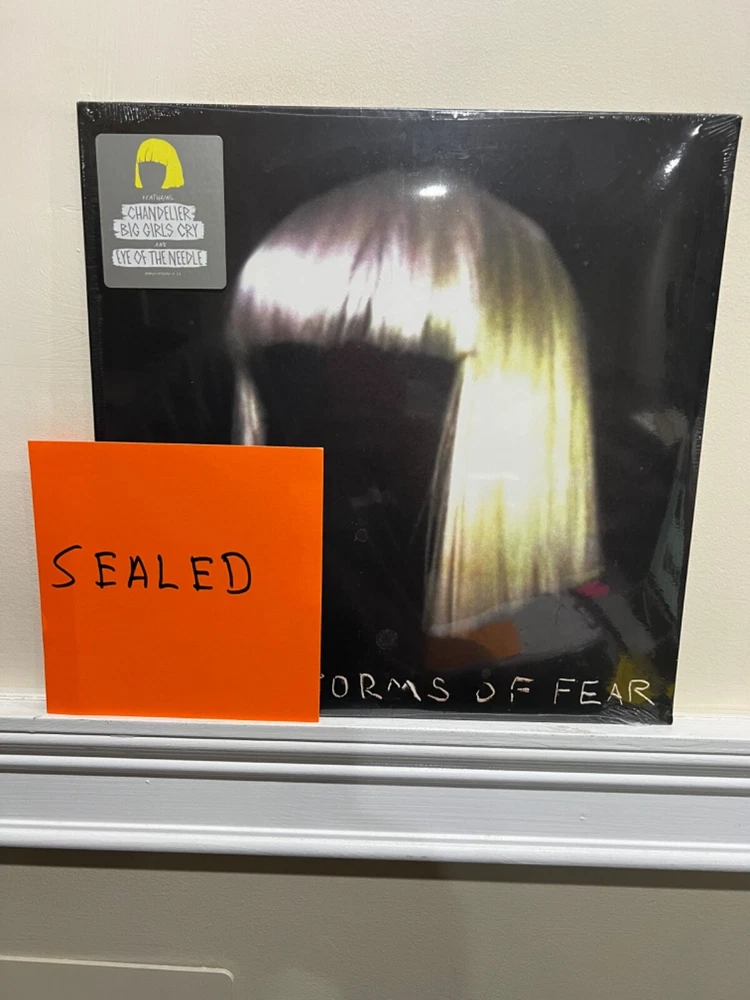 FEATURING
CHANDELIER
BIG GIRLS CRY
AND
EYE OF THE NEEDLE
SEALED
ORMS OF FEAR